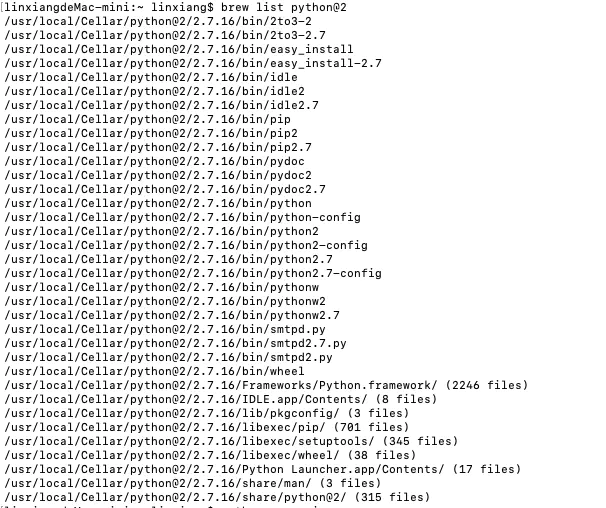 linxiangdeMac-mini:~ linxiang$ brew list python@2
/usr/local/Cellar/python@2/2.7.16/bin/2to3-2
/usr/local/Cellar/python@2/2.7.16/bin/2to3-2.7
/usr/local/Cellar/python@2/2.7.16/bin/easy_install
/usr/local/Cellar/python@2/2.7.16/bin/easy_install-2.7
/usr/local/Cellar/python@2/2.7.16/bin/idle
/usr/local/Cellar/python@2/2.7.16/bin/idle2
/usr/local/Cellar/python@2/2.7.16/bin/idle2.7
/usr/local/Cellar/python@2/2.7.16/bin/pip
/usr/local/Cellar/python@2/2.7.16/bin/pip2
/usr/local/Cellar/python@2/2.7.16/bin/pip2.7
/usr/local/Cellar/python@2/2.7.16/bin/pydoc
/usr/local/Cellar/python@2/2.7.16/bin/pydoc2
/usr/local/Cellar/python@2/2.7.16/bin/pydoc2.7
/usr/local/Cellar/python@2/2.7.16/bin/python
/usr/local/Cellar/python@2/2.7.16/bin/python-config
/usr/local/Cellar/python@2/2.7.16/bin/python2
/usr/local/Cellar/python@2/2.7.16/bin/python2-config
/usr/local/Cellar/python@2/2.7.16/bin/python2.7
/usr/local/Cellar/python@2/2.7.16/bin/python2.7-config
/usr/local/Cellar/python@2/2.7.16/bin/pythonw
/usr/local/Cellar/python@2/2.7.16/bin/pythonw2
/usr/local/Cellar/python@2/2.7.16/bin/pythonw2.7
/usr/local/Cellar/python@2/2.7.16/bin/smtpd.py
/usr/local/Cellar/python@2/2.7.16/bin/smtpd2.7.py
/usr/local/Cellar/python@2/2.7.16/bin/smtpd2.py
/usr/local/Cellar/python@2/2.7.16/bin/wheel
/usr/local/Cellar/python@2/2.7.16/Frameworks/Python.framework/ (2246 files)
/usr/local/Cellar/python@2/2.7.16/IDLE.app/Contents/ (8 files)
/usr/local/Cellar/python@2/2.7.16/lib/pkgconfig/ (3 files)
/usr/local/Cellar/python@2/2.7.16/libexec/pip/ (701 files)
/usr/local/Cellar/python@2/2.7.16/libexec/setuptools/ (345 files)
/usr/local/Cellar/python@2/2.7.16/libexec/wheel/ (38 files)
/usr/local/Cellar/python@2/2.7.16/Python Launcher.app/Contents/ (17 files)
/usr/local/Cellar/python@2/2.7.16/share/man/ (3 files)
/usr/local/Cellar/python@2/2.7.16/share/python@2/ (315 files)